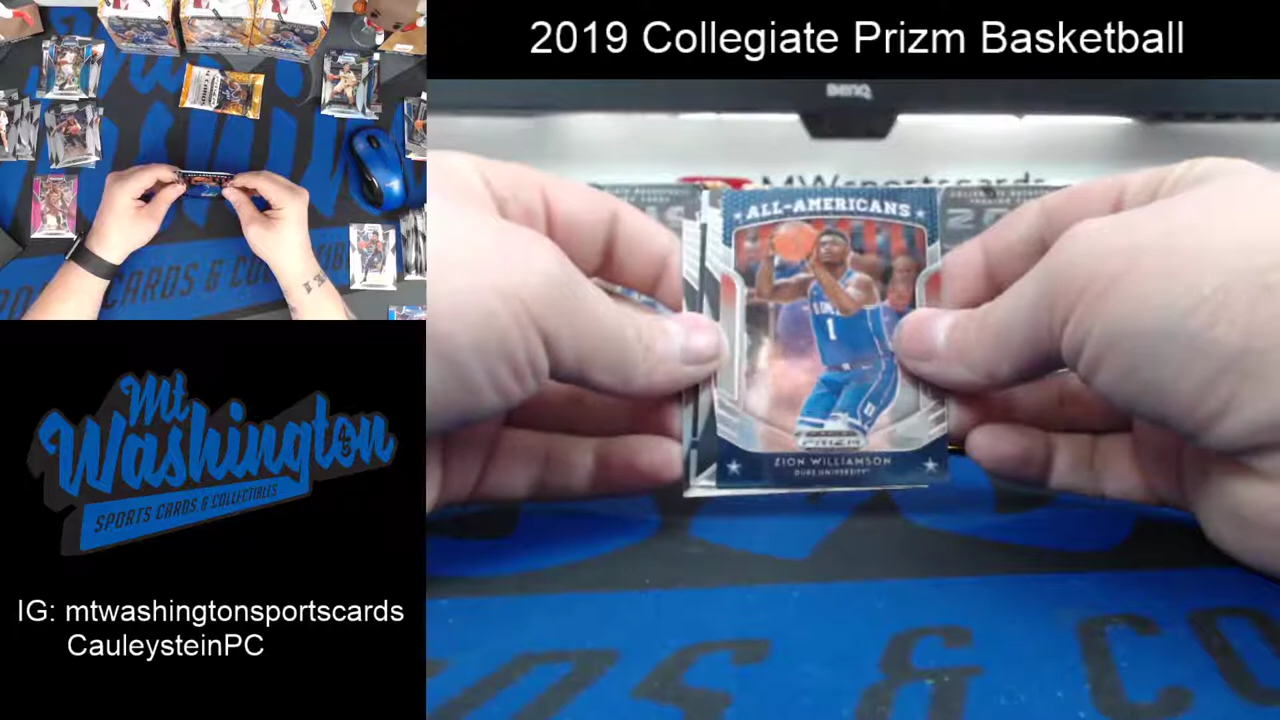 2019 Collegiate Prizm Basketball
BenQ
MWsportscards
ALL-AMERICANS
1
PRIZM
ZION WILLIAMSON
DUKE UNIVERSITY
Mt
Washington
SPORTS CARDS & COLLECTIBLES
IG: mtwashingtonsportscards
CauleysteinPC